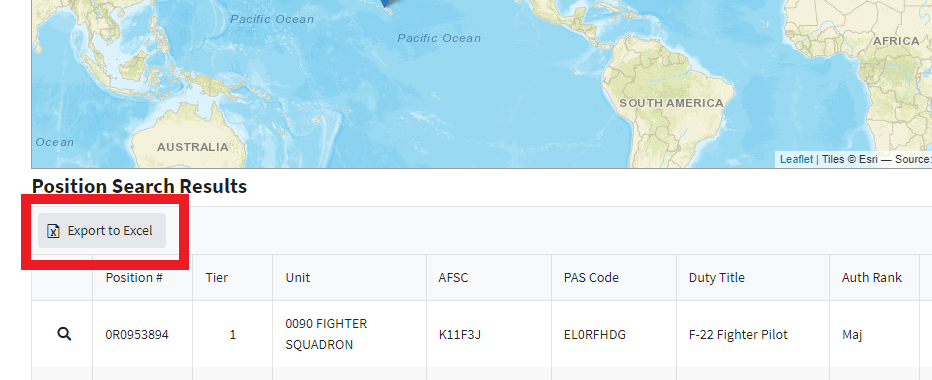 Pacific Ocean
Pacific Ocean
AFRICA
SOUTH AMERICA
Ocean
AUSTRALIA
Leaflet | Tiles © Esri — Source:
Position Search Results
Export to Excel
Position # Tier Unit AFSC PAS Code Duty Title Auth Rank
0R0953894 1 0090 FIGHTER SQUADRON K11F3J EL0RFHDG F-22 Fighter Pilot Maj